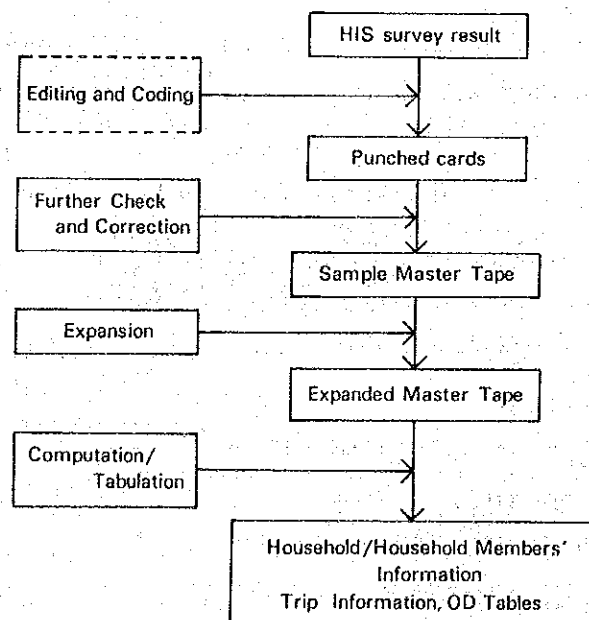 HIS survey result
Editing and Coding
Punched cards
Further Check
and Correction
Sample Master Tape
Expansion
Expanded Master Tape
Computation/
Tabulation
Household/Household Members'
Information
Trip Information, OD Tables